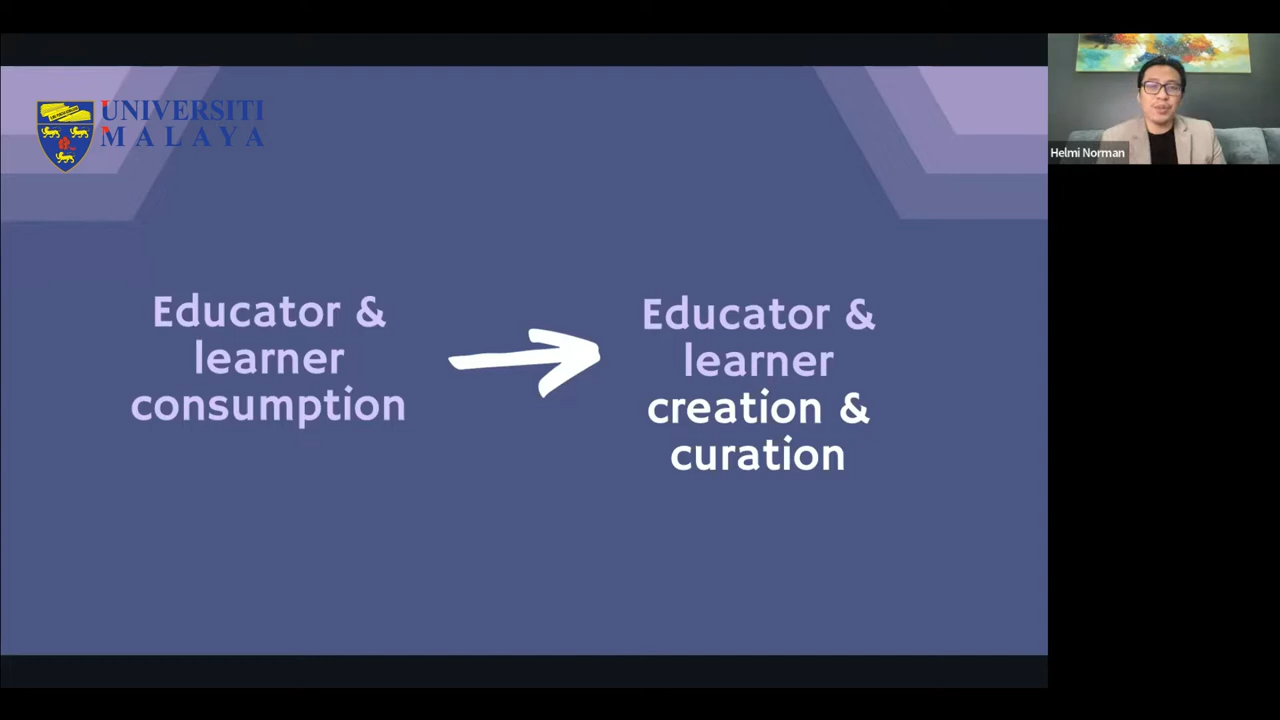 UNIVERSITI
MALAYA
Educator &
learner
consumption
Educator &
learner
creation &
curation
Helmi Norman